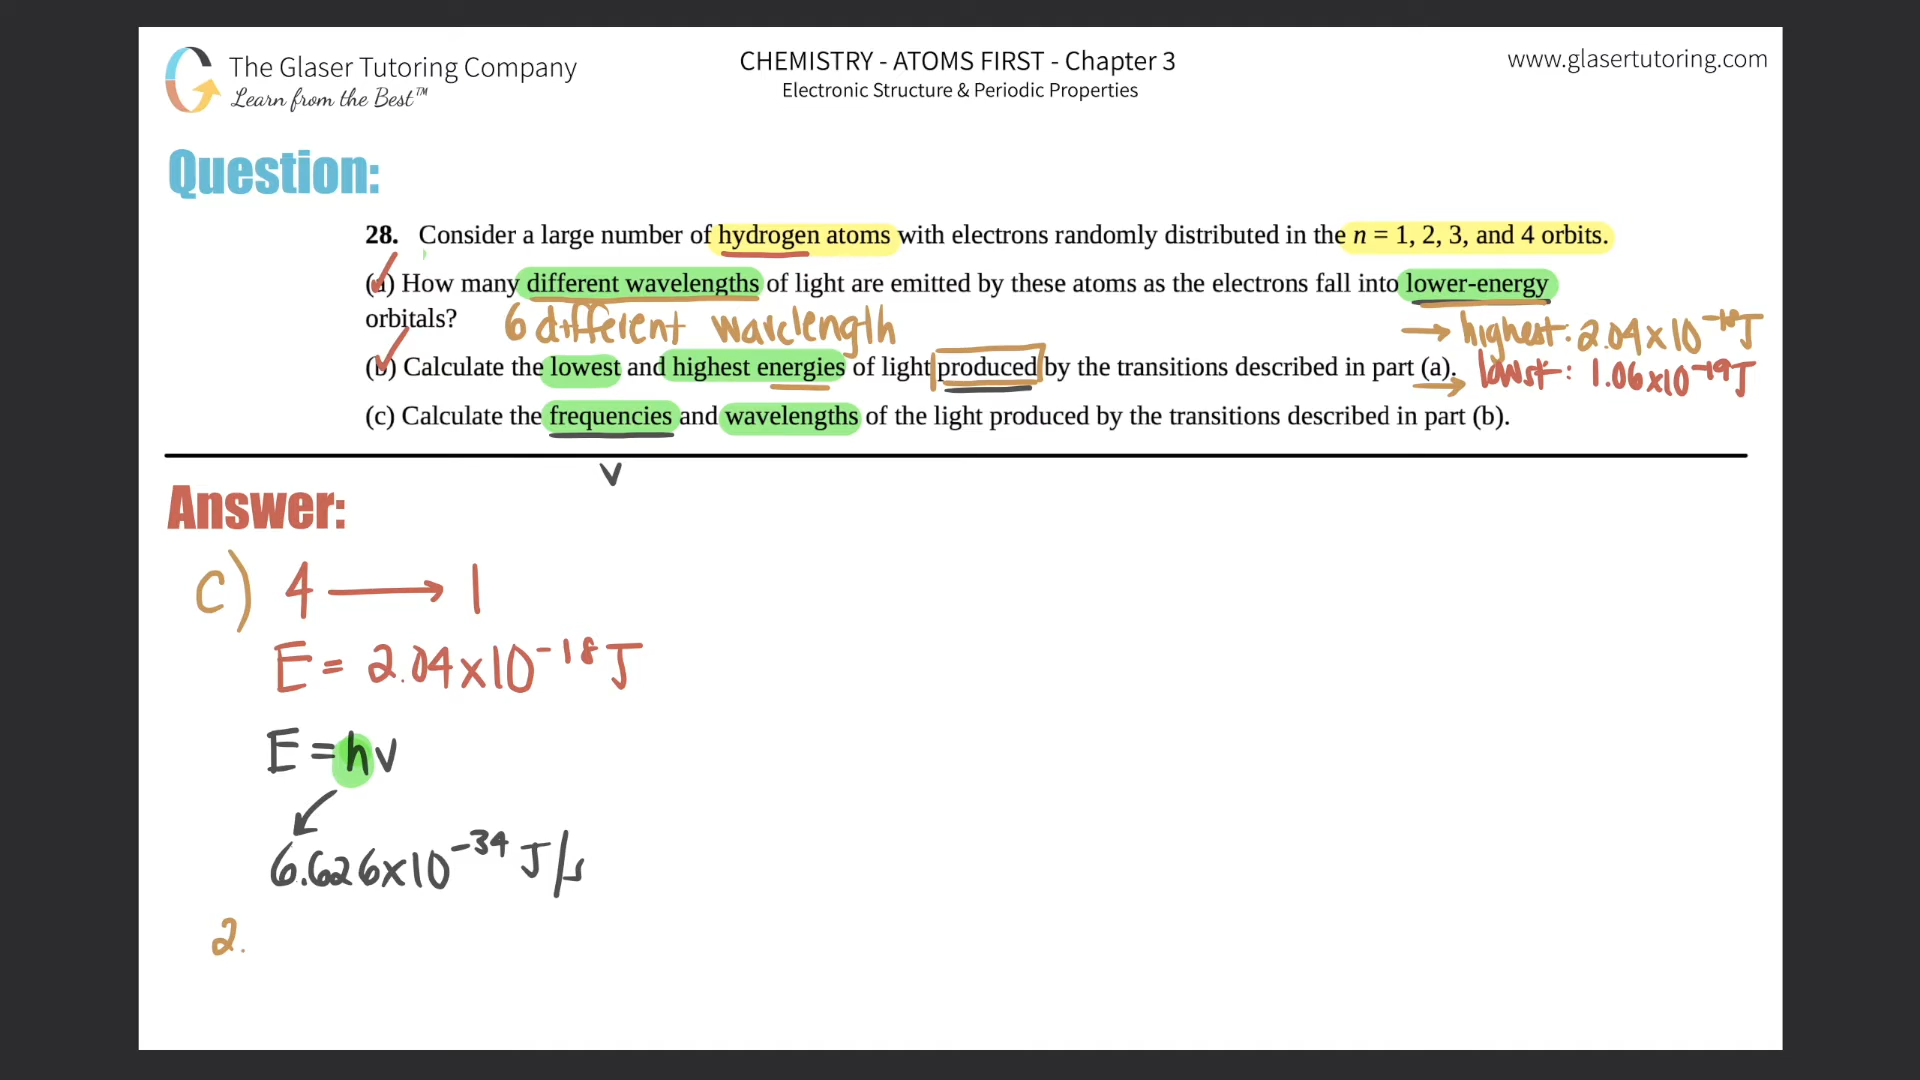 The Glaser Tutoring Company
Learn from the Best™
CHEMISTRY - ATOMS FIRST - Chapter 3
Electronic Structure & Periodic Properties
www.glasertutoring.com
Question:
28. Consider a large number of hydrogen atoms with electrons randomly distributed in the n = 1, 2, 3, and 4 orbits.
(a) How many different wavelengths of light are emitted by these atoms as the electrons fall into lower-energy
orbitals? 6 different wavelength
→ highest: 2.04x10⁻¹⁸J
(b) Calculate the lowest and highest energies of light produced by the transitions described in part (a).
→ lowst: 1.06x10⁻¹⁹J
(c) Calculate the frequencies and wavelengths of the light produced by the transitions described in part (b).
v
Answer:
c) 4 → 1
E = 2.04x10⁻¹⁸J
E = hv
6.626x10⁻³⁴ J/s
2.